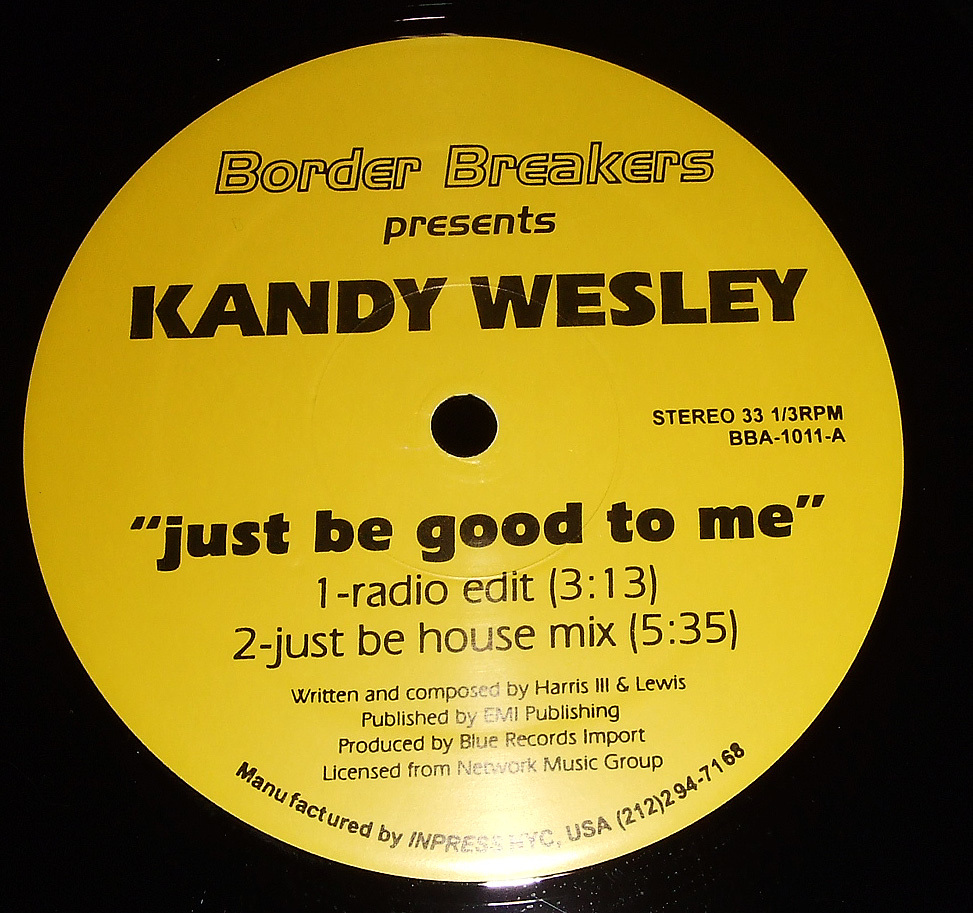 Border Breakers
presents
KANDY WESLEY
STEREO 33 1/3RPM
BBA-1011-A
“just be good to me”
1-radio edit (3:13)
2-just be house mix (5:35)
Written and composed by Harris III & Lewis
Published by EMI Publishing
Produced by Blue Records Import
Licensed from Network Music Group
Manufactured by INPRESS NYC, USA (212)294-7168